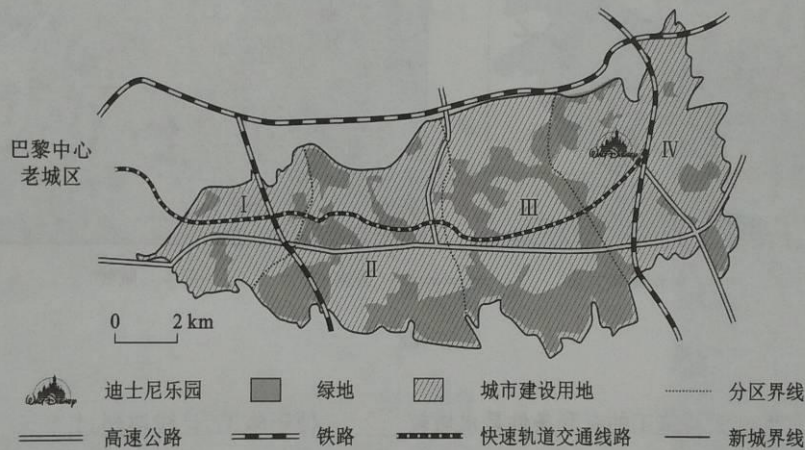 巴黎中心
老城区
I
II
III
IV
0 2 km
迪士尼乐园 绿地 城市建设用地 分区界线
高速公路 铁路 快速轨道交通线路 新城界线